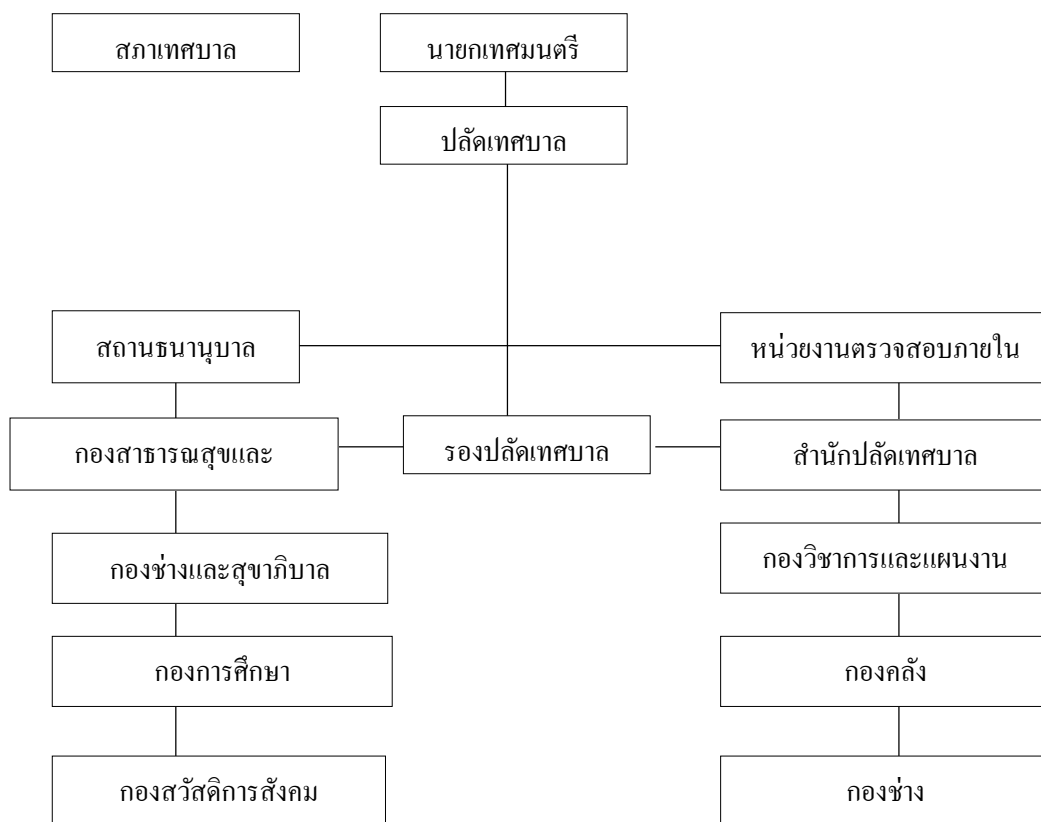 สภาเทศบาล
นายกเทศมนตรี
ปลัดเทศบาล
สถานธนานุบาล
หน่วยงานตรวจสอบภายใน
กองสาธารณสุขและ
รองปลัดเทศบาล
สำนักปลัดเทศบาล
กองช่างและสุขาภิบาล
กองวิชาการและแผนงาน
กองการศึกษา
กองคลัง
กองสวัสดิการสังคม
กองช่าง